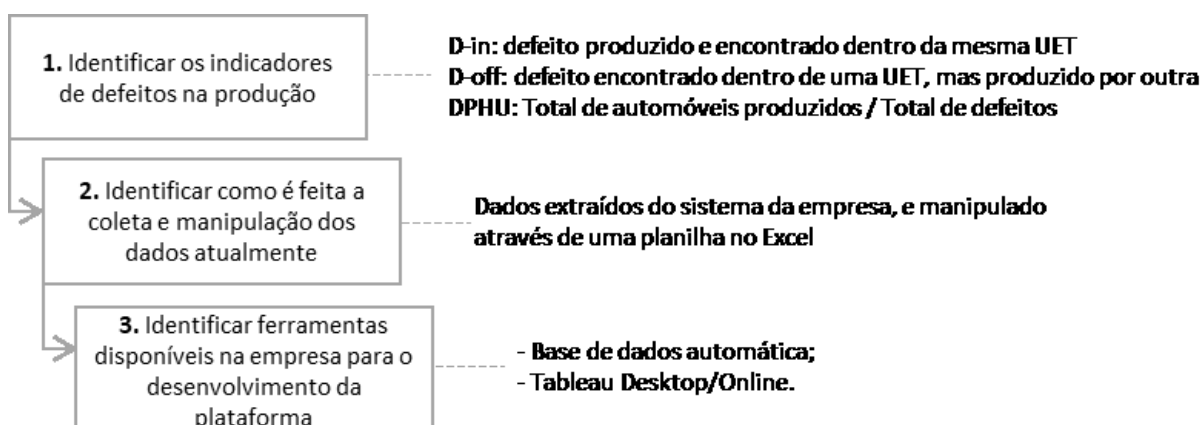 1. Identificar os indicadores
de defeitos na produção
D-in: defeito produzido e encontrado dentro da mesma UET
D-off: defeito encontrado dentro de uma UET, mas produzido por outra
DPHU: Total de automóveis produzidos / Total de defeitos
2. Identificar como é feita a
coleta e manipulação dos
dados atualmente
Dados extraídos do sistema da empresa, e manipulado
através de uma planilha no Excel
3. Identificar ferramentas
disponíveis na empresa para o
desenvolvimento da
plataforma
- Base de dados automática;
- Tableau Desktop/Online.